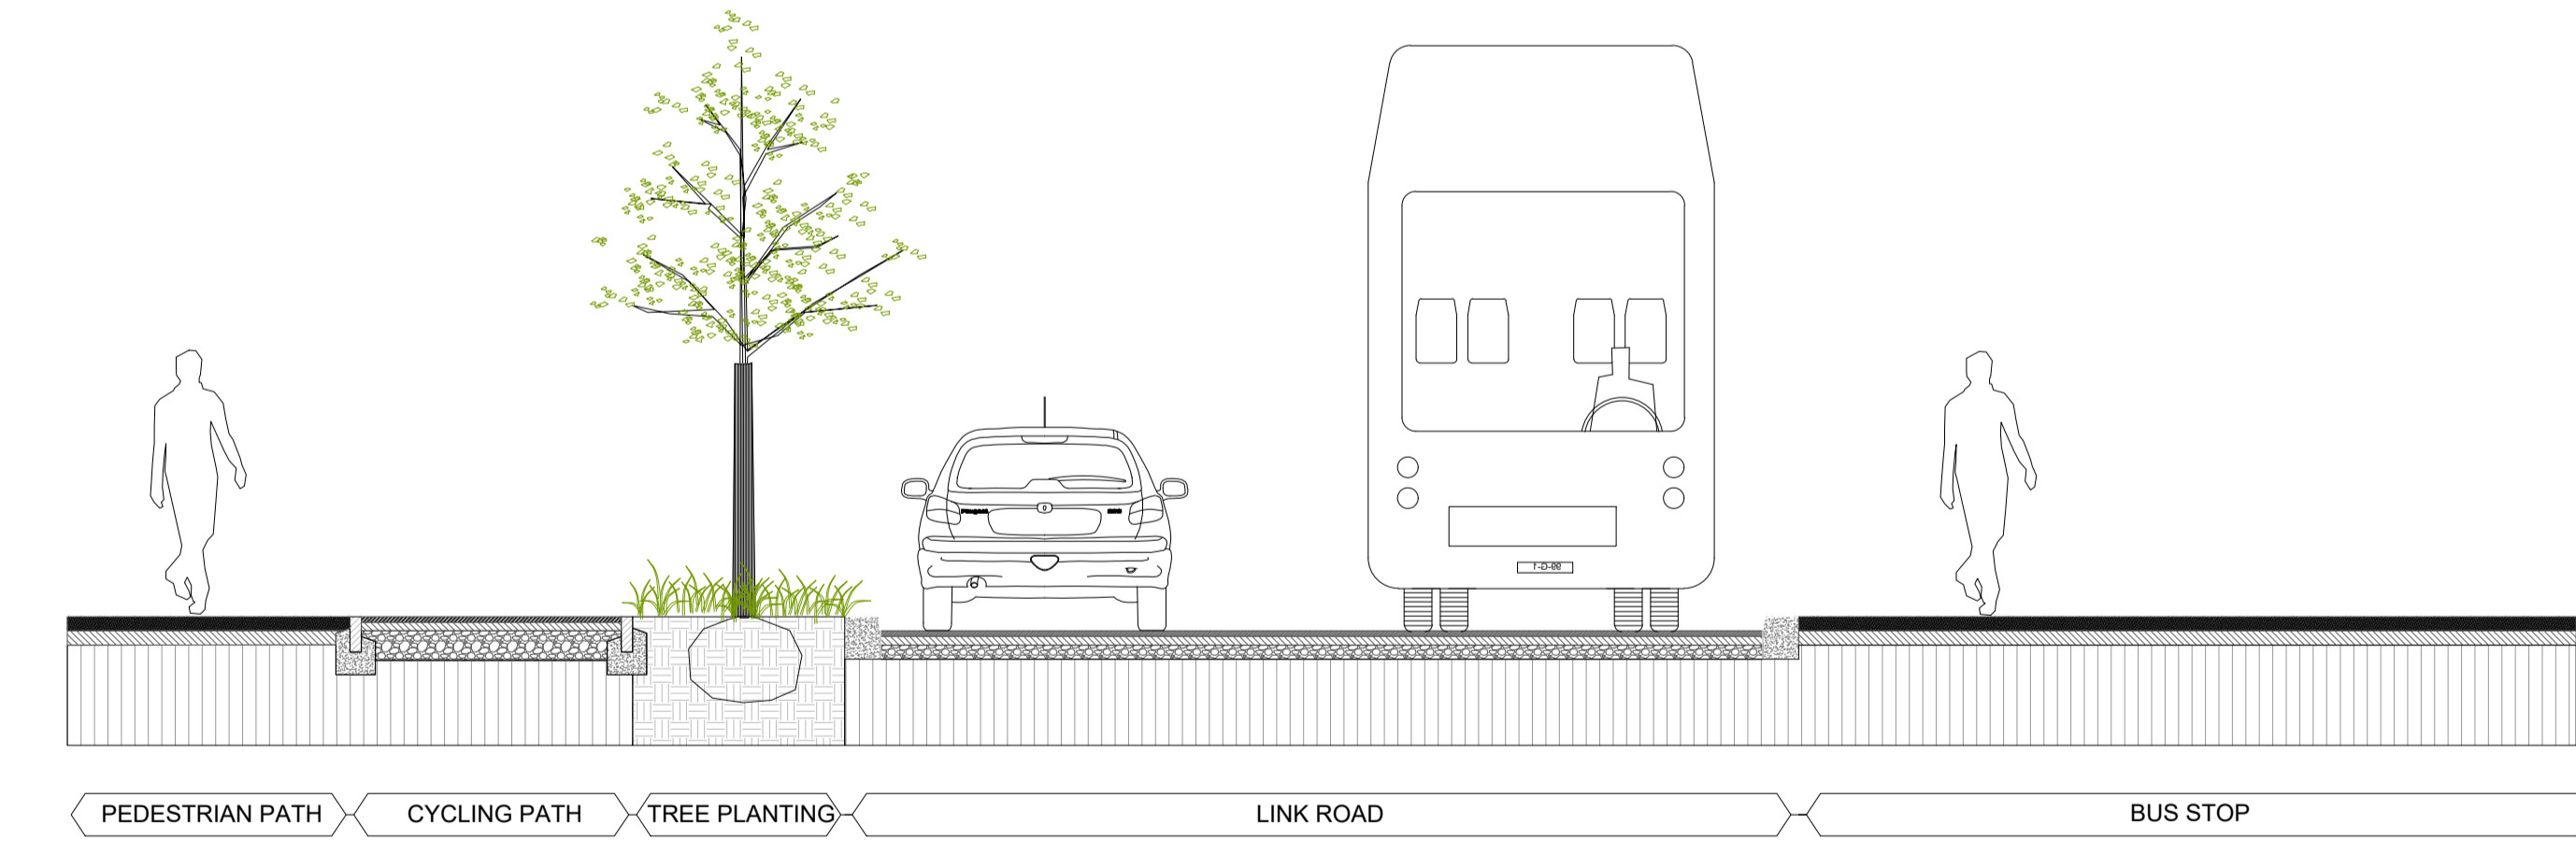 PEDESTRIAN PATH
CYCLING PATH
TREE PLANTING
LINK ROAD
BUS STOP